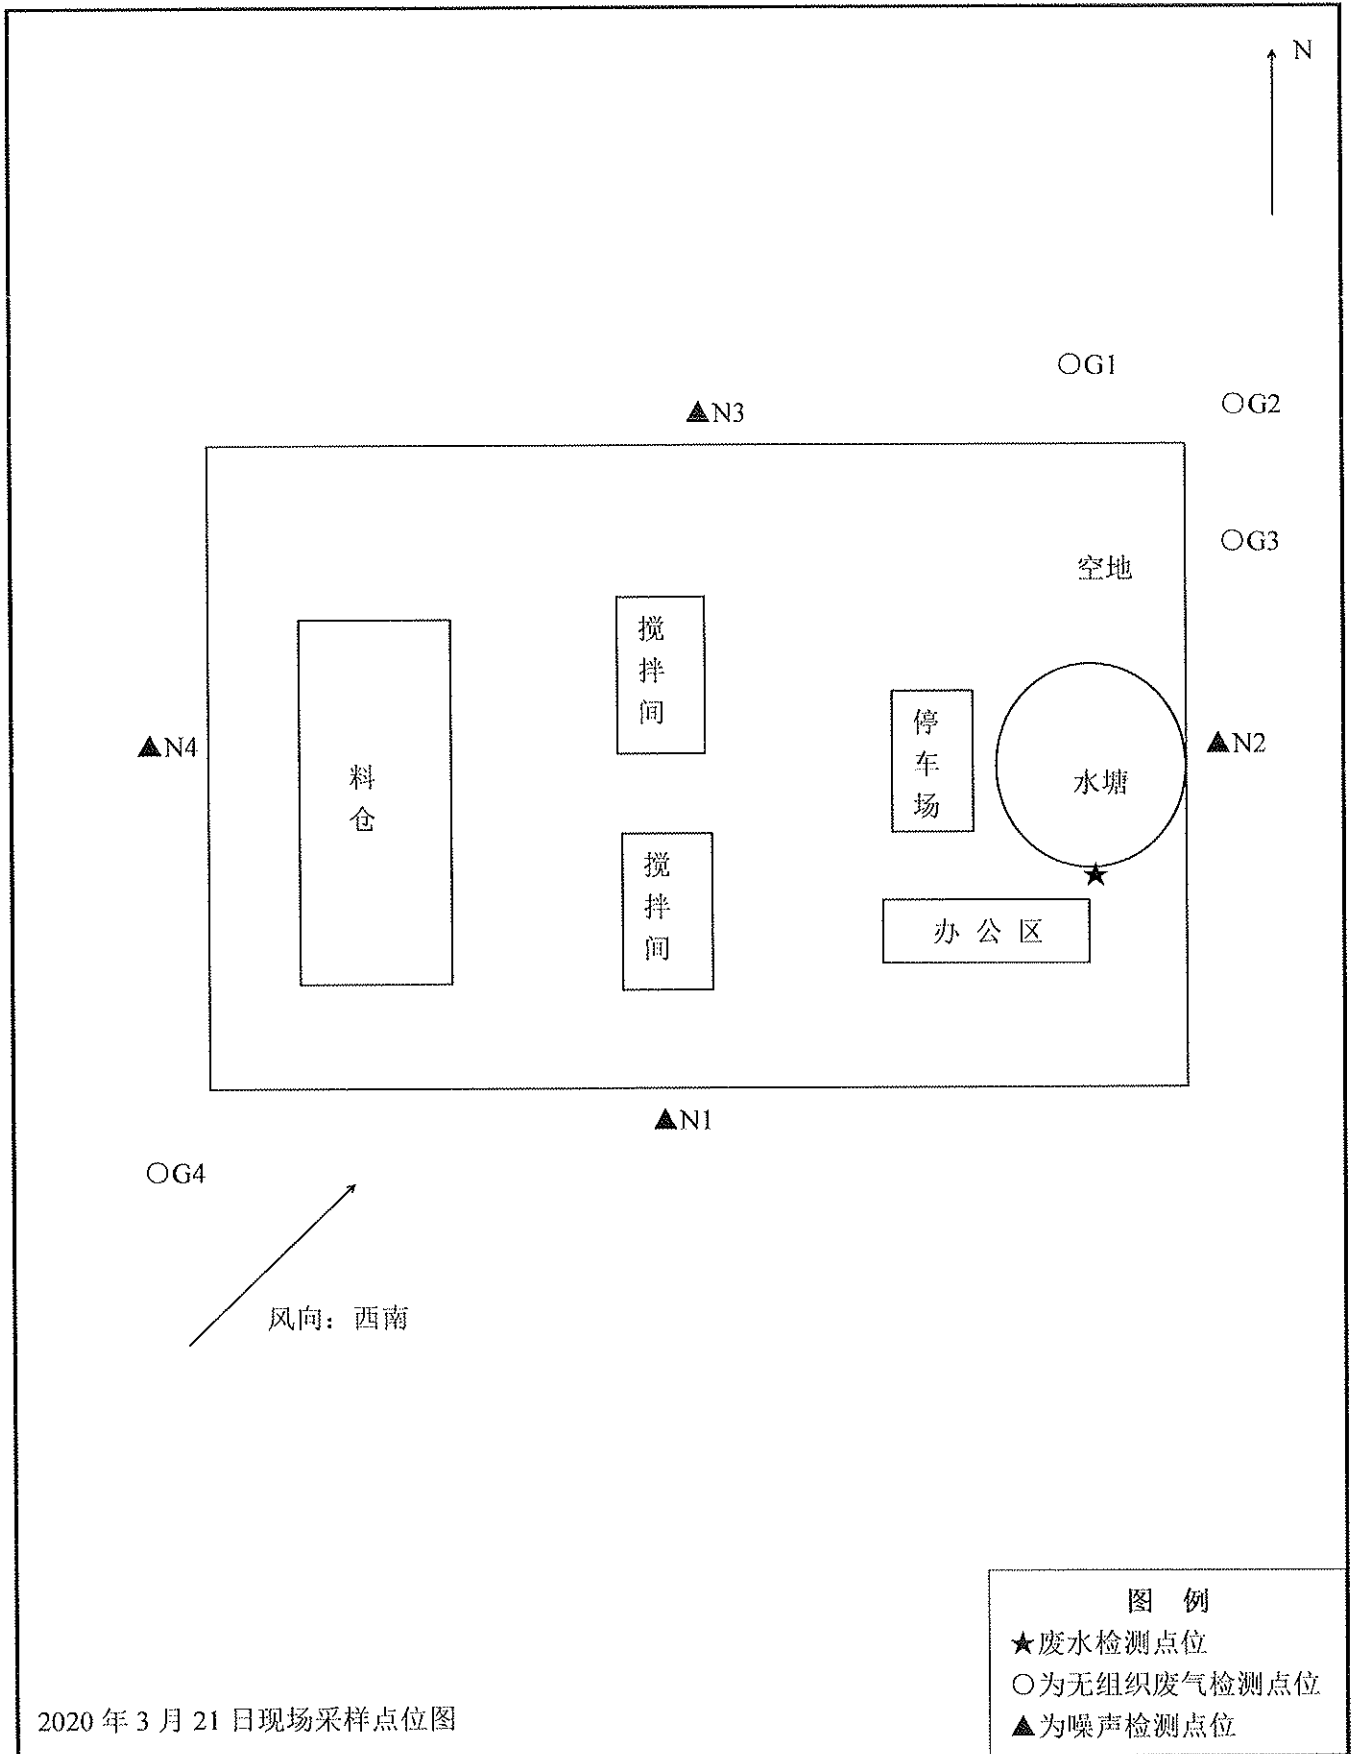 N
○G1
○G2
▲N3
○G3
空地
搅拌间
停车场
▲N4
▲N2
料仓
水塘
搅拌间
★
办公区
▲N1
○G4
风向：西南
图 例
★废水检测点位
○为无组织废气检测点位
▲为噪声检测点位
2020 年 3 月 21 日现场采样点位图